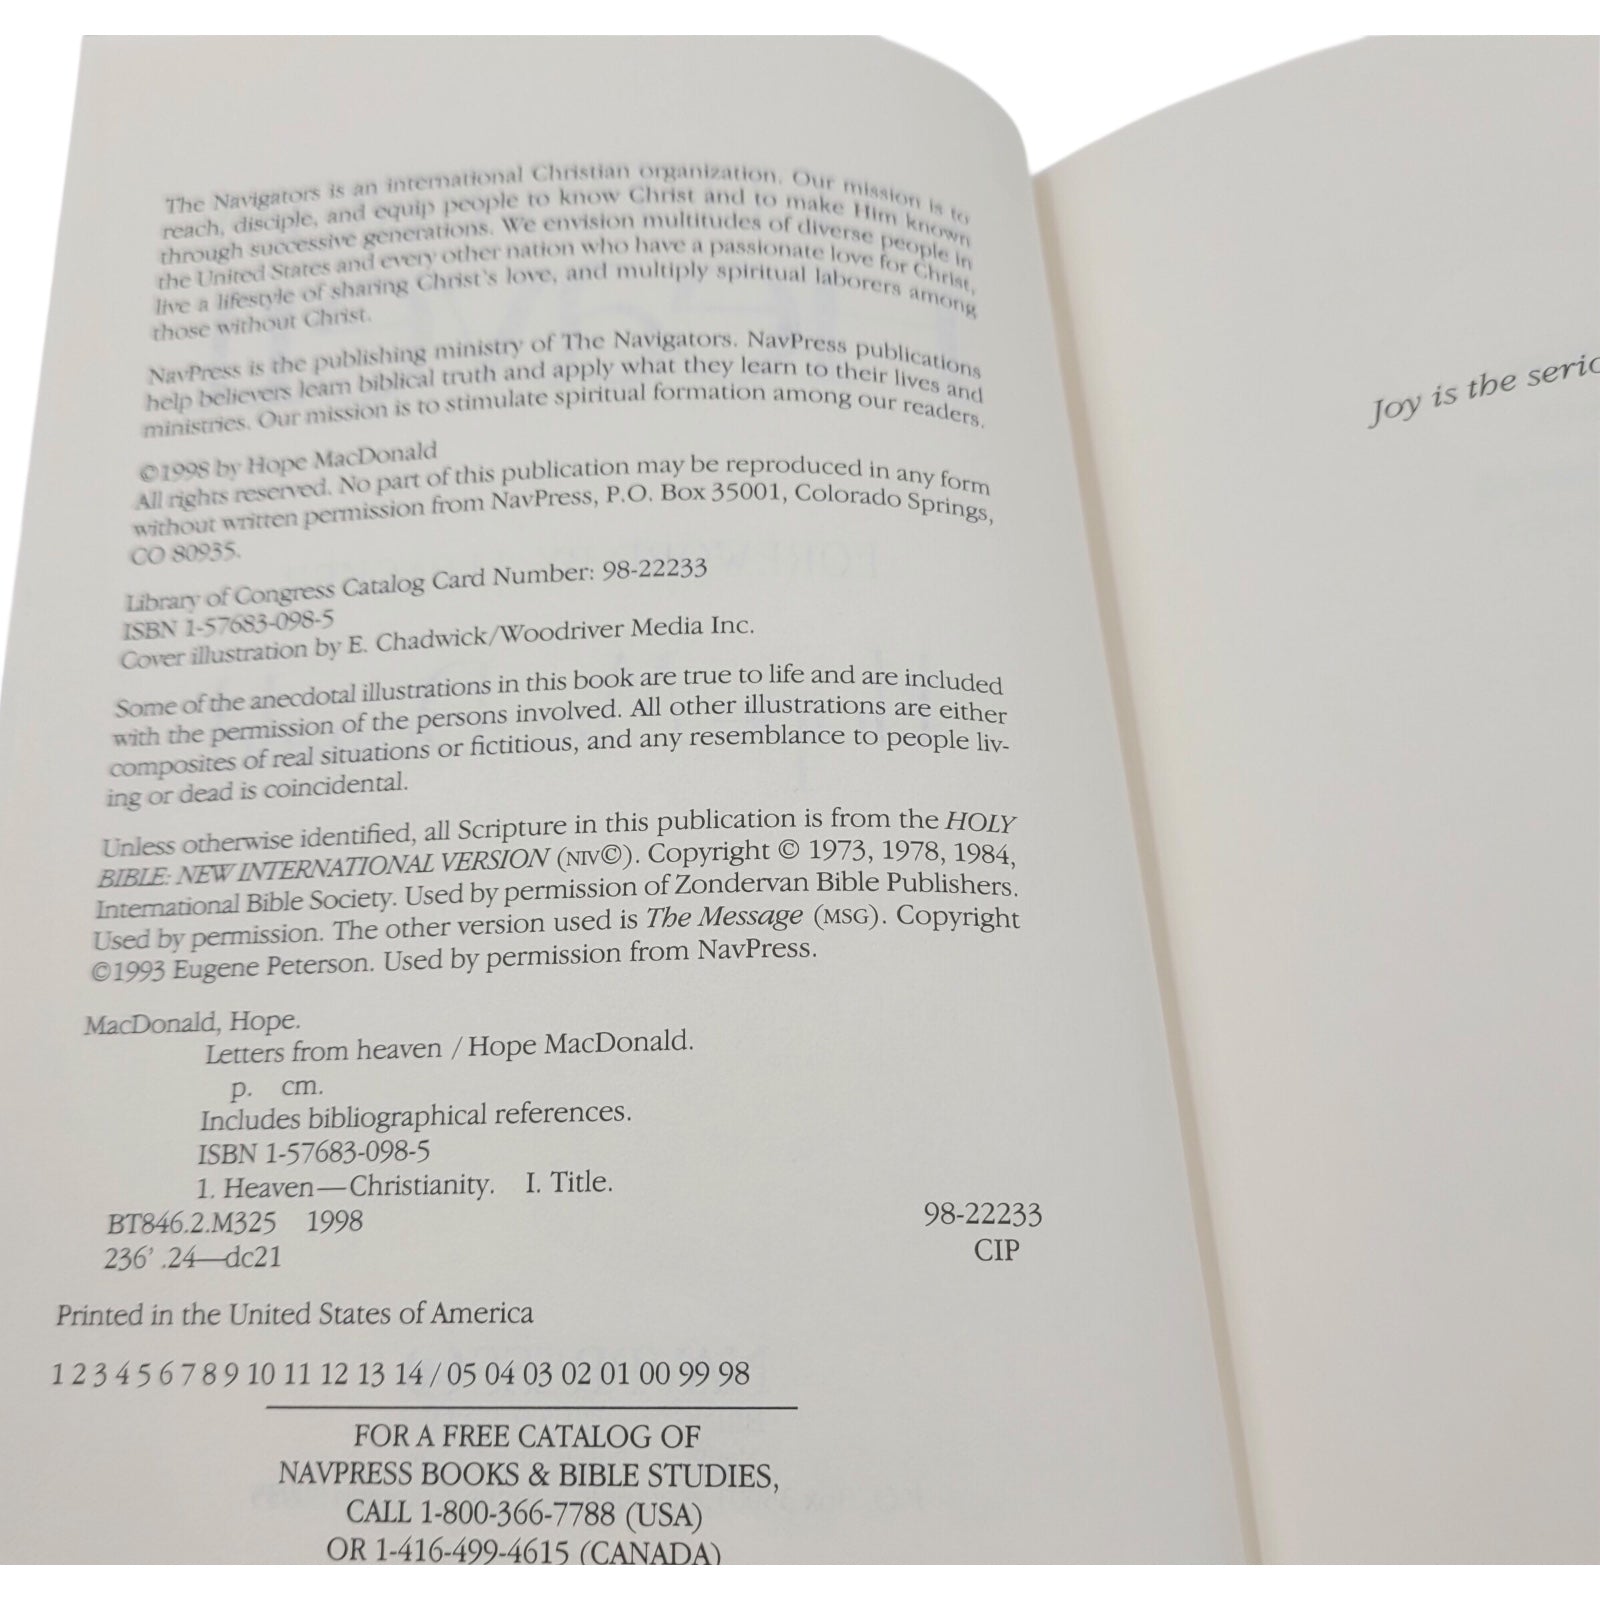 The Navigators is an international Christian organization. Our mission is to
reach, disciple, and equip people to know Christ and to make Him known
through successive generations. We envision multitudes of diverse people in
the United States and every other nation who have a passionate love for Christ,
live a lifestyle of sharing Christ's love, and multiply spiritual laborers among
those without Christ.
NavPress is the publishing ministry of The Navigators. NavPress publications
help believers learn biblical truth and apply what they learn to their lives and
ministries. Our mission is to stimulate spiritual formation among our readers.
©1998 by Hope MacDonald
All rights reserved. No part of this publication may be reproduced in any form
without written permission from NavPress, P.O. Box 35001, Colorado Springs,
CO 80935.
Library of Congress Catalog Card Number: 98-22233
ISBN 1-57683-098-5
Cover illustration by E. Chadwick/Woodriver Media Inc.
Some of the anecdotal illustrations in this book are true to life and are included
with the permission of the persons involved. All other illustrations are either
composites of real situations or fictitious, and any resemblance to people liv-
ing or dead is coincidental.
Unless otherwise identified, all Scripture in this publication is from the HOLY
BIBLE: NEW INTERNATIONAL VERSION (NIV©). Copyright © 1973, 1978, 1984,
International Bible Society. Used by permission of Zondervan Bible Publishers.
Used by permission. The other version used is The Message (MSG). Copyright
©1993 Eugene Peterson. Used by permission from NavPress.
MacDonald, Hope.
Letters from heaven / Hope MacDonald.
p. cm.
Includes bibliographical references.
ISBN 1-57683-098-5
1. Heaven—Christianity. I. Title.
BT846.2.M325 1998 98-22233
236' .24—dc21 CIP
Printed in the United States of America
1 2 3 4 5 6 7 8 9 10 11 12 13 14 / 05 04 03 02 01 00 99 98
FOR A FREE CATALOG OF
NAVPRESS BOOKS & BIBLE STUDIES,
CALL 1-800-366-7788 (USA)
OR 1-416-499-4615 (CANADA)
Joy is the serio